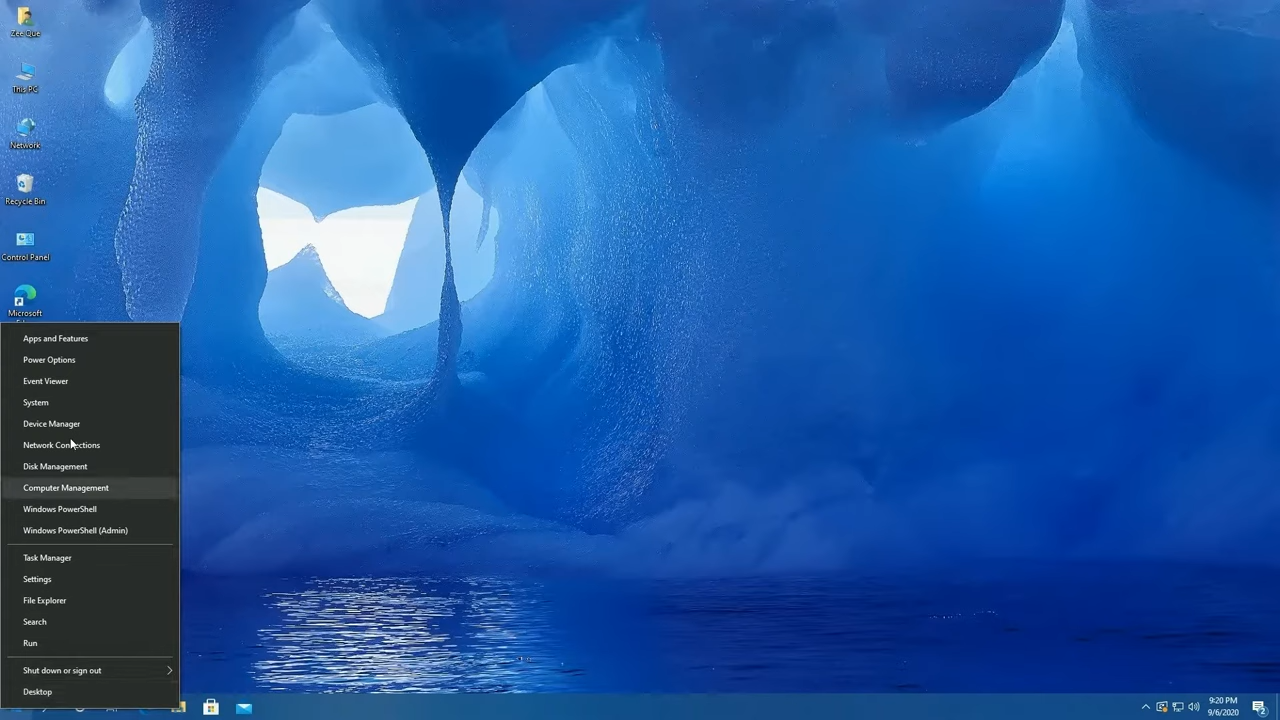 Zee Que
This PC
Network
Recycle Bin
Control Panel
Microsoft
Apps and Features
Power Options
Event Viewer
System
Device Manager
Network Connections
Disk Management
Computer Management
Windows PowerShell
Windows PowerShell (Admin)
Task Manager
Settings
File Explorer
Search
Run
Shut down or sign out
Desktop
9:20 PM
9/6/2020
2